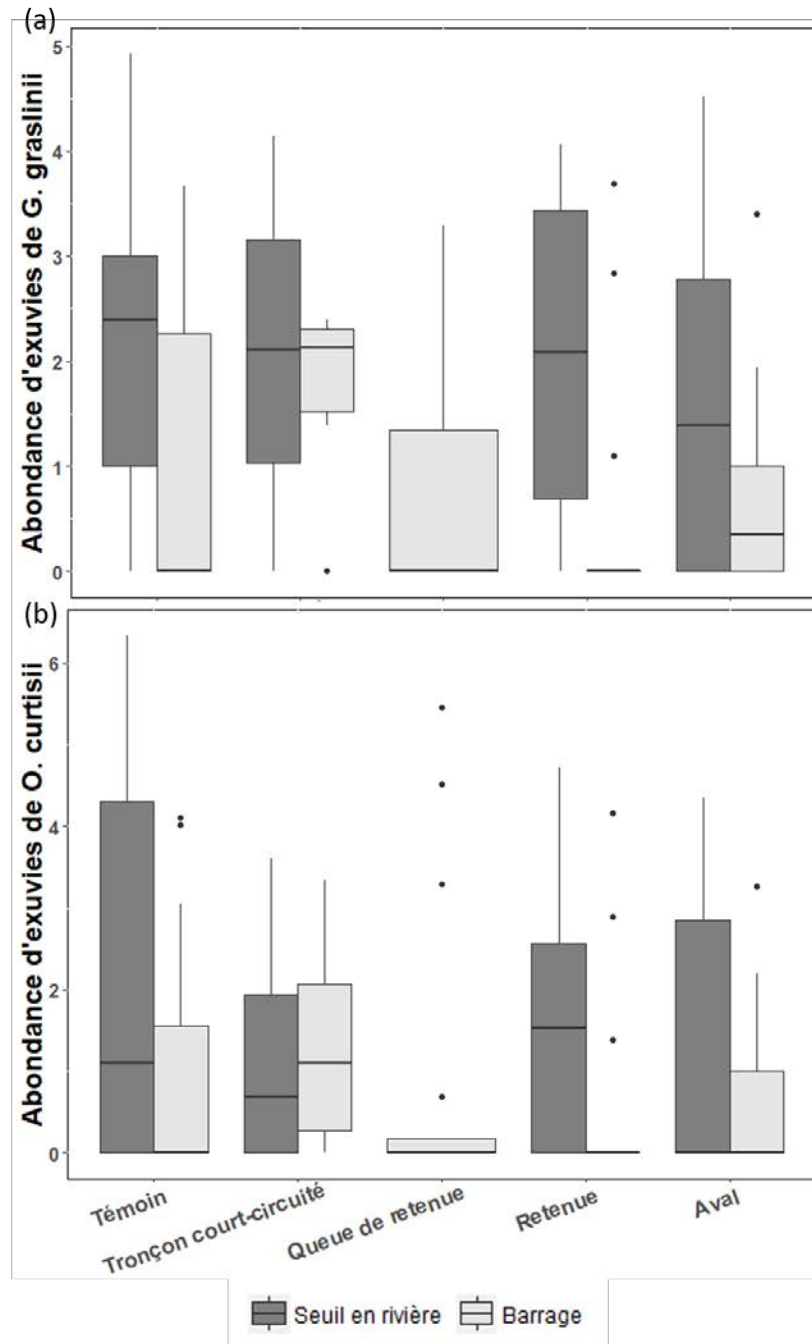 (a)
Abondance d'exuvies de G. graslinii
5
4
3
2
1
0
(b)
Abondance d'exuvies de O. curtisii
6
4
2
0
Témoin
Tronçon court-circuité
Queue de retenue
Retenue
Aval
Seuil en rivière
Barrage